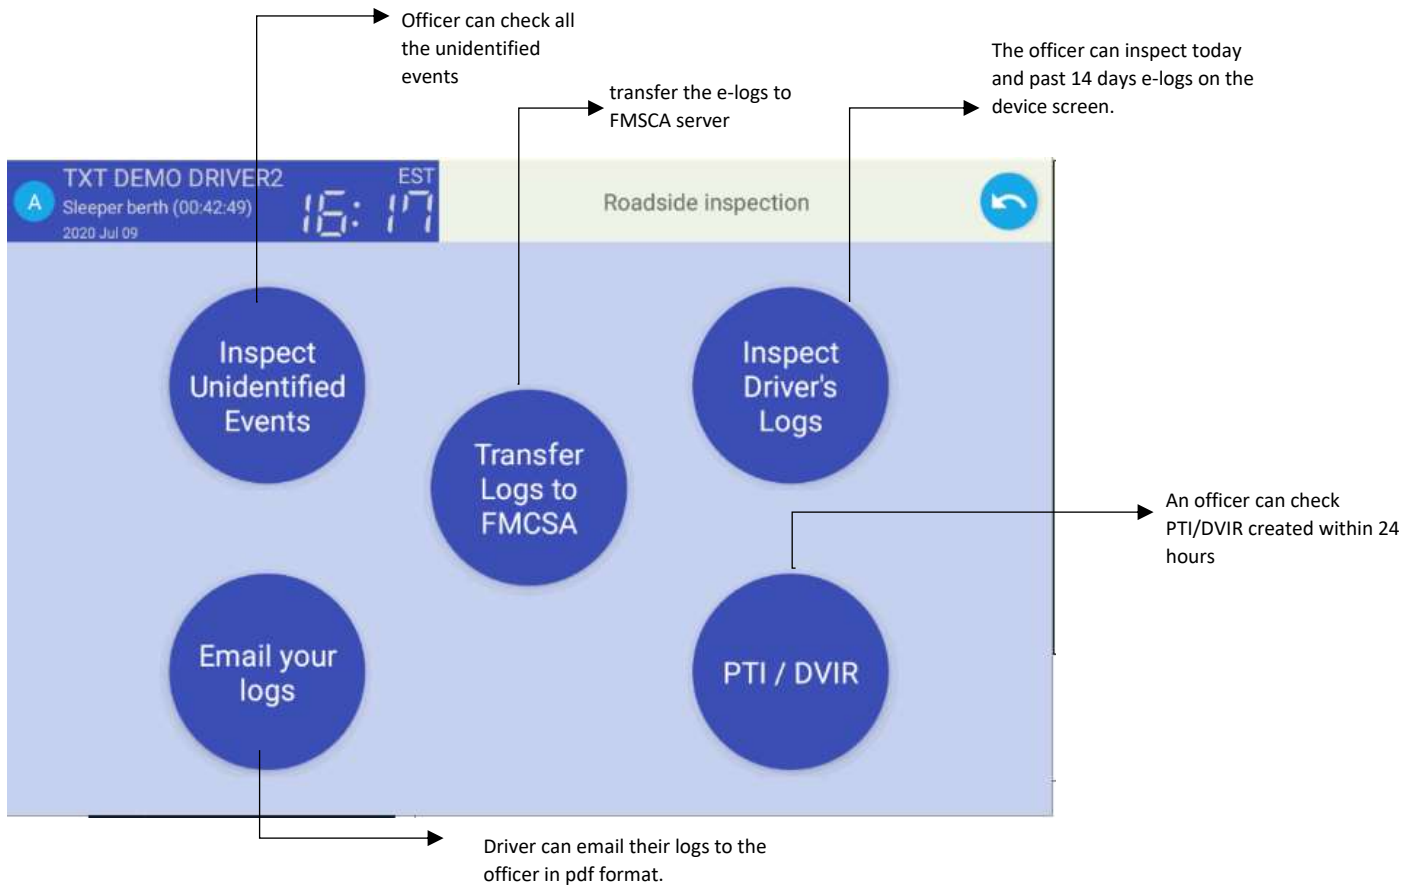 Officer can check all
the unidentified
events
transfer the e-logs to
FMSCA server
The officer can inspect today
and past 14 days e-logs on the
device screen.
A
TXT DEMO DRIVER2
Sleeper berth (00:42:49)
2020 Jul 09
EST
16:17
Roadside inspection
Inspect
Unidentified
Events
Transfer
Logs to
FMCSA
Inspect
Driver's
Logs
An officer can check
PTI/DVIR created within 24
hours
Email your
logs
PTI / DVIR
Driver can email their logs to the
officer in pdf format.